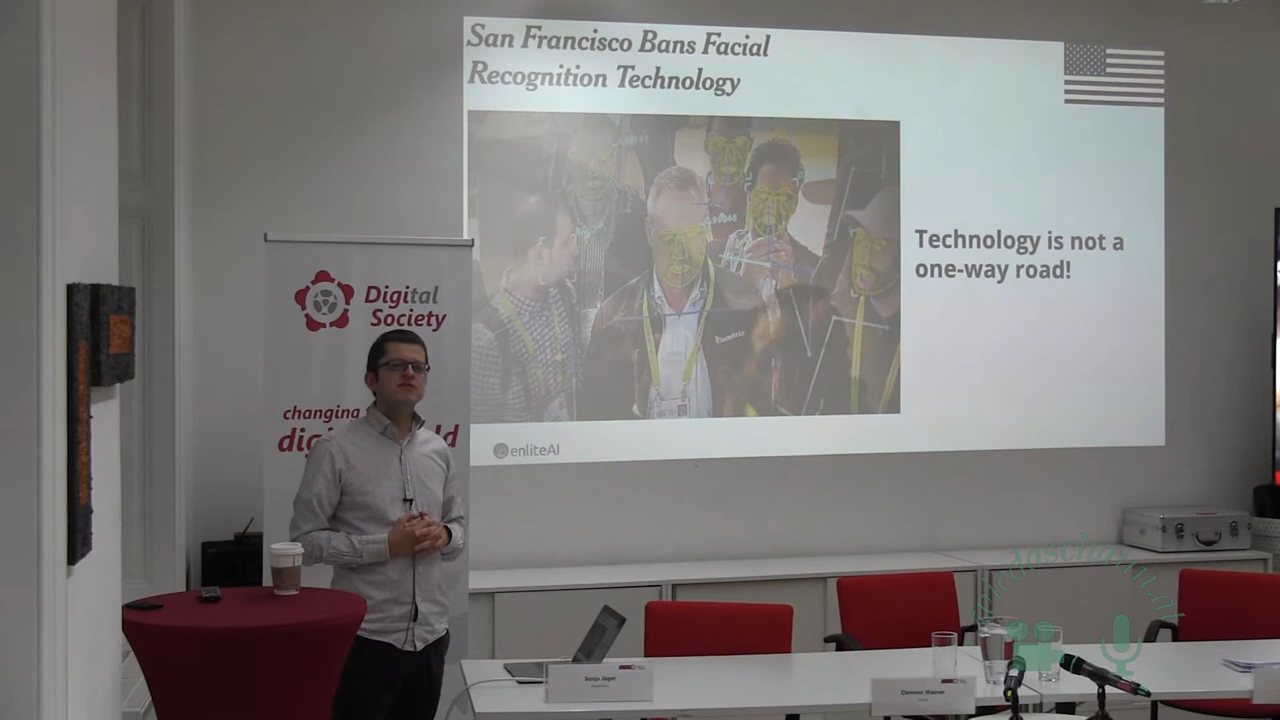 San Francisco Bans Facial
Recognition Technology
Technology is not a
one-way road!
enliteAI
Digital
Society
changing
Sonja Jäger
Clemens Wasner